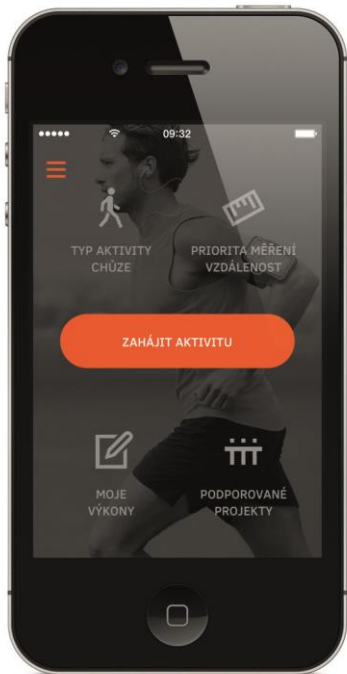 09:32
TYP AKTIVITY
CHŮZE
PRIORITA MĚŘENÍ
VZDÁLENOST
ZAHÁJIT AKTIVITU
MOJE
VÝKONY
PODPOROVANÉ
PROJEKTY